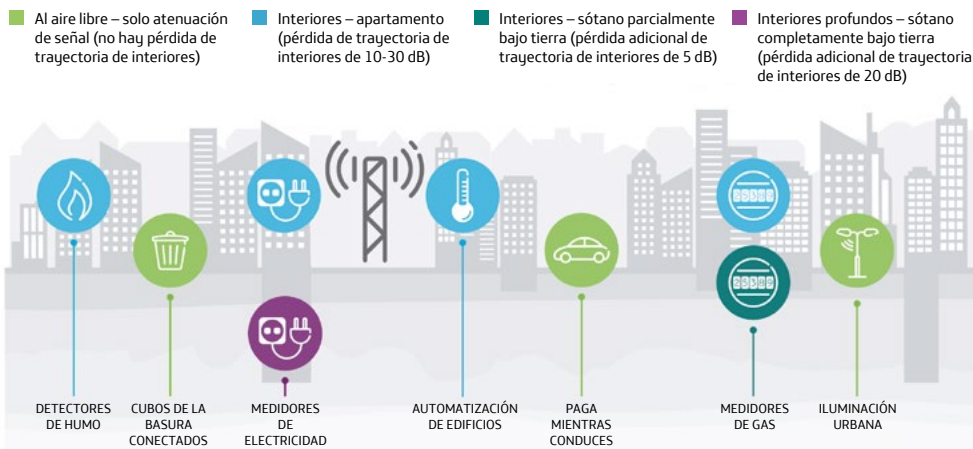 Al aire libre – solo atenuación
de señal (no hay pérdida de
trayectoria de interiores)
Interiores – apartamento
(pérdida de trayectoria de
interiores de 10-30 dB)
Interiores – sótano parcialmente
bajo tierra (pérdida adicional de
trayectoria de interiores de 5 dB)
Interiores profundos – sótano
completamente bajo tierra
(pérdida adicional de trayectoria
de interiores de 20 dB)
DETECTORES
DE HUMO
CUBOS DE LA
BASURA
CONECTADOS
MEDIDORES
DE
ELECTRICIDAD
AUTOMATIZACIÓN
DE EDIFICIOS
PAGA
MIENTRAS
CONDUCES
MEDIDORES
DE GAS
ILUMINACIÓN
URBANA